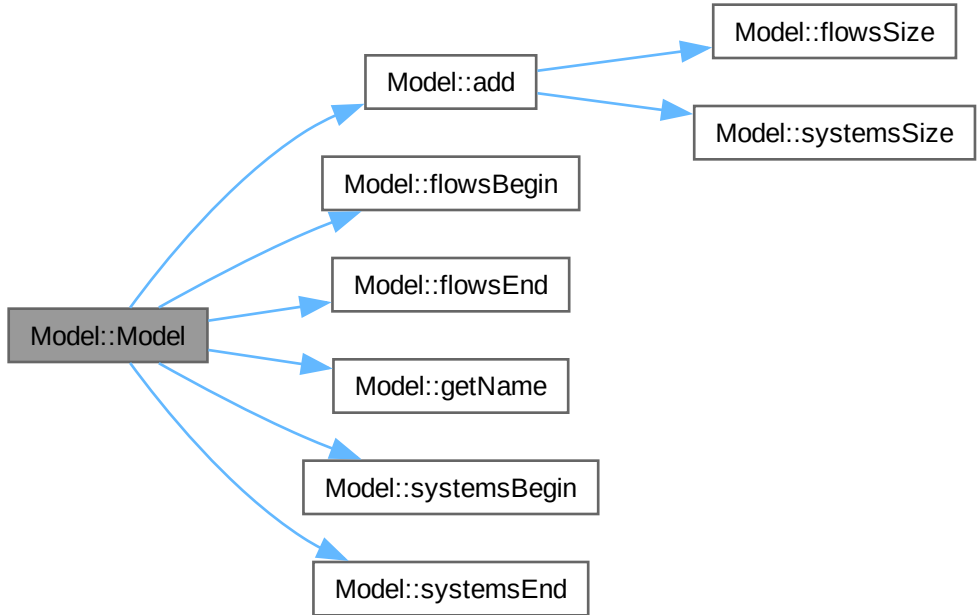 Model::flowsSize
Model::add
Model::systemsSize
Model::flowsBegin
Model::flowsEnd
Model::Model
Model::getName
Model::systemsBegin
Model::systemsEnd